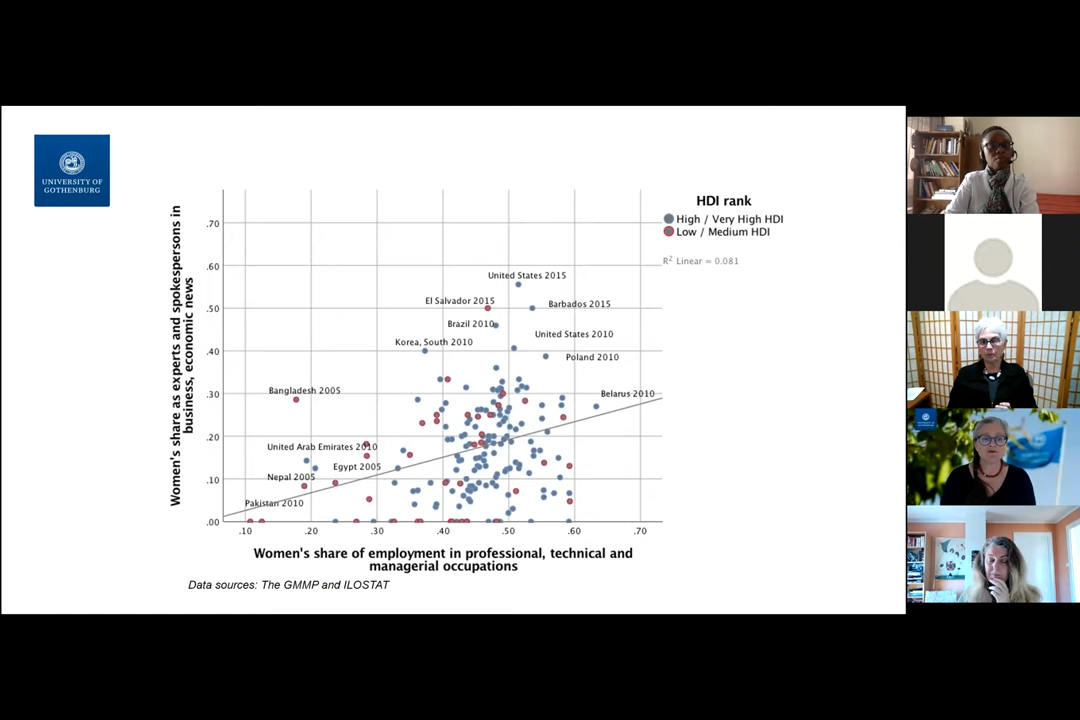 UNIVERSITY OF
GOTHENBURG
Women's share as experts and spokespersons in
business, economic news
.70
.60
.50
.40
.30
.20
.10
.00
United States 2015
El Salvador 2015
Barbados 2015
Brazil 2010
United States 2010
Korea, South 2010
Poland 2010
Bangladesh 2005
Belarus 2010
United Arab Emirates 2010
Egypt 2005
Nepal 2005
Pakistan 2010
.10
.20
.30
.40
.50
.60
.70
Women's share of employment in professional, technical and
managerial occupations
HDI rank
High / Very High HDI
Low / Medium HDI
R² Linear = 0.081
Data sources: The GMMP and ILOSTAT